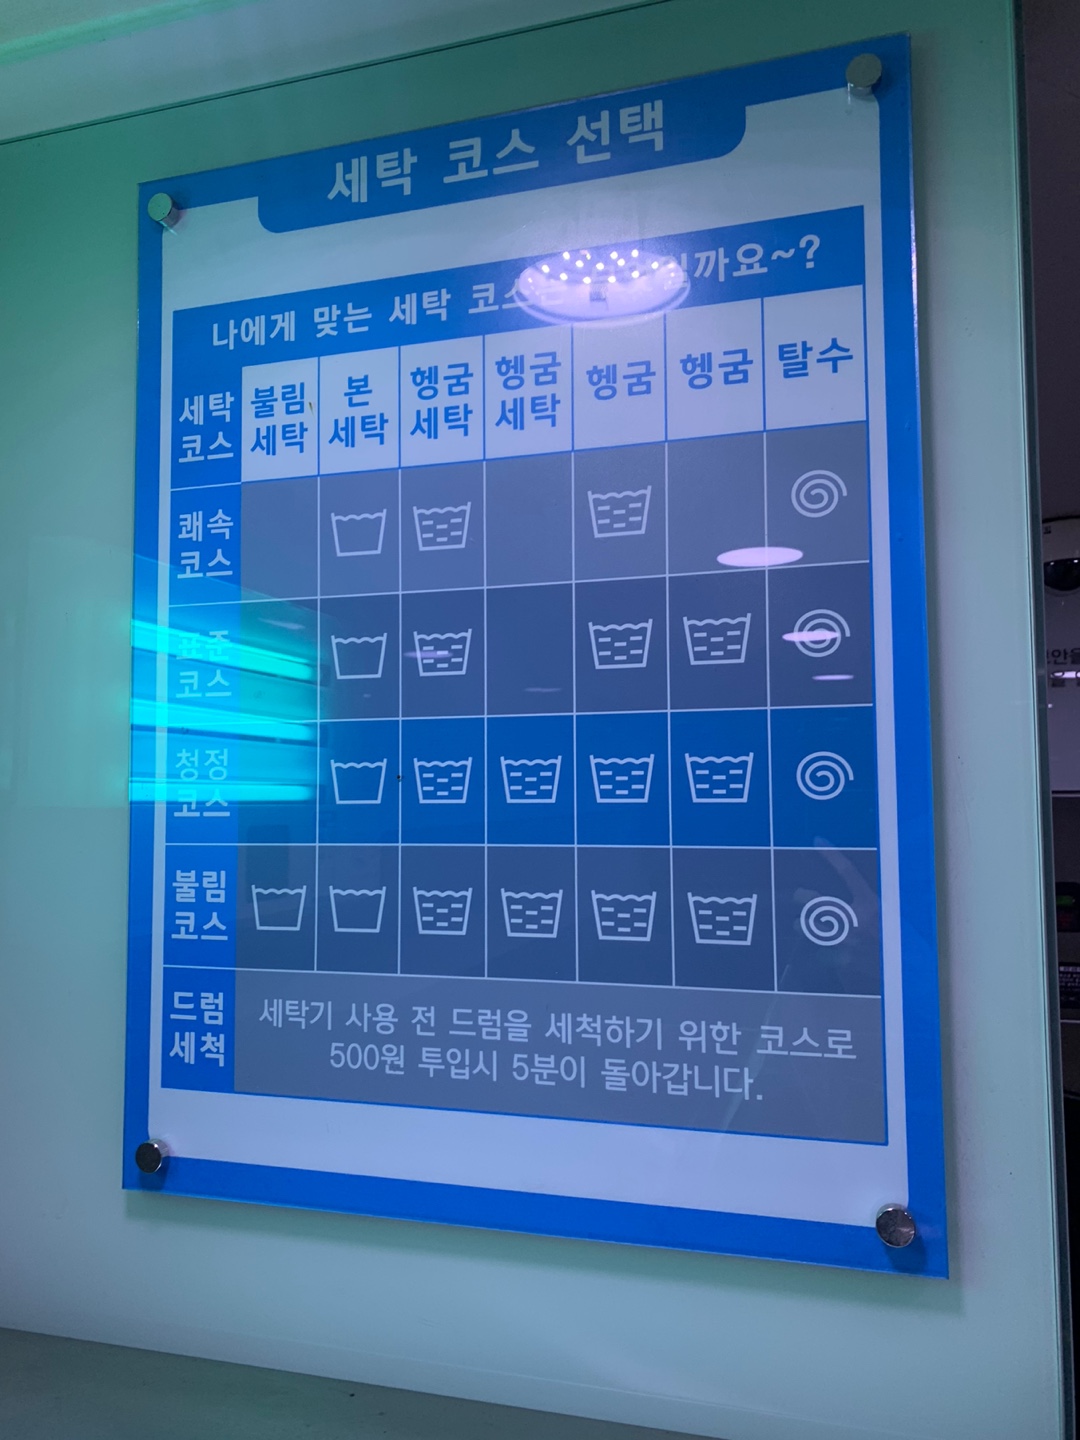 세탁 코스 선택
나에게 맞는 세탁 코스는 까요~?
세탁 코스
불림 세탁
본 세탁
헹굼 세탁
헹굼 세탁
헹굼
헹굼
탈수
쾌속 코스
표준 코스
청정 코스
불림 코스
드럼 세척
세탁기 사용 전 드럼을 세척하기 위한 코스로
500원 투입시 5분이 돌아갑니다.